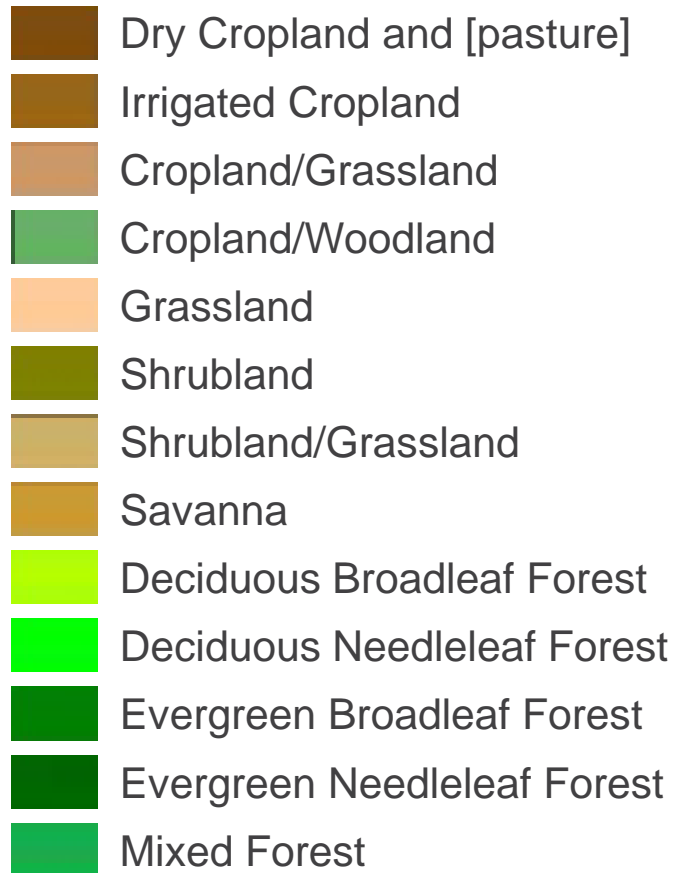 Dry Cropland and [pasture]
Irrigated Cropland
Cropland/Grassland
Cropland/Woodland
Grassland
Shrubland
Shrubland/Grassland
Savanna
Deciduous Broadleaf Forest
Deciduous Needleleaf Forest
Evergreen Broadleaf Forest
Evergreen Needleleaf Forest
Mixed Forest